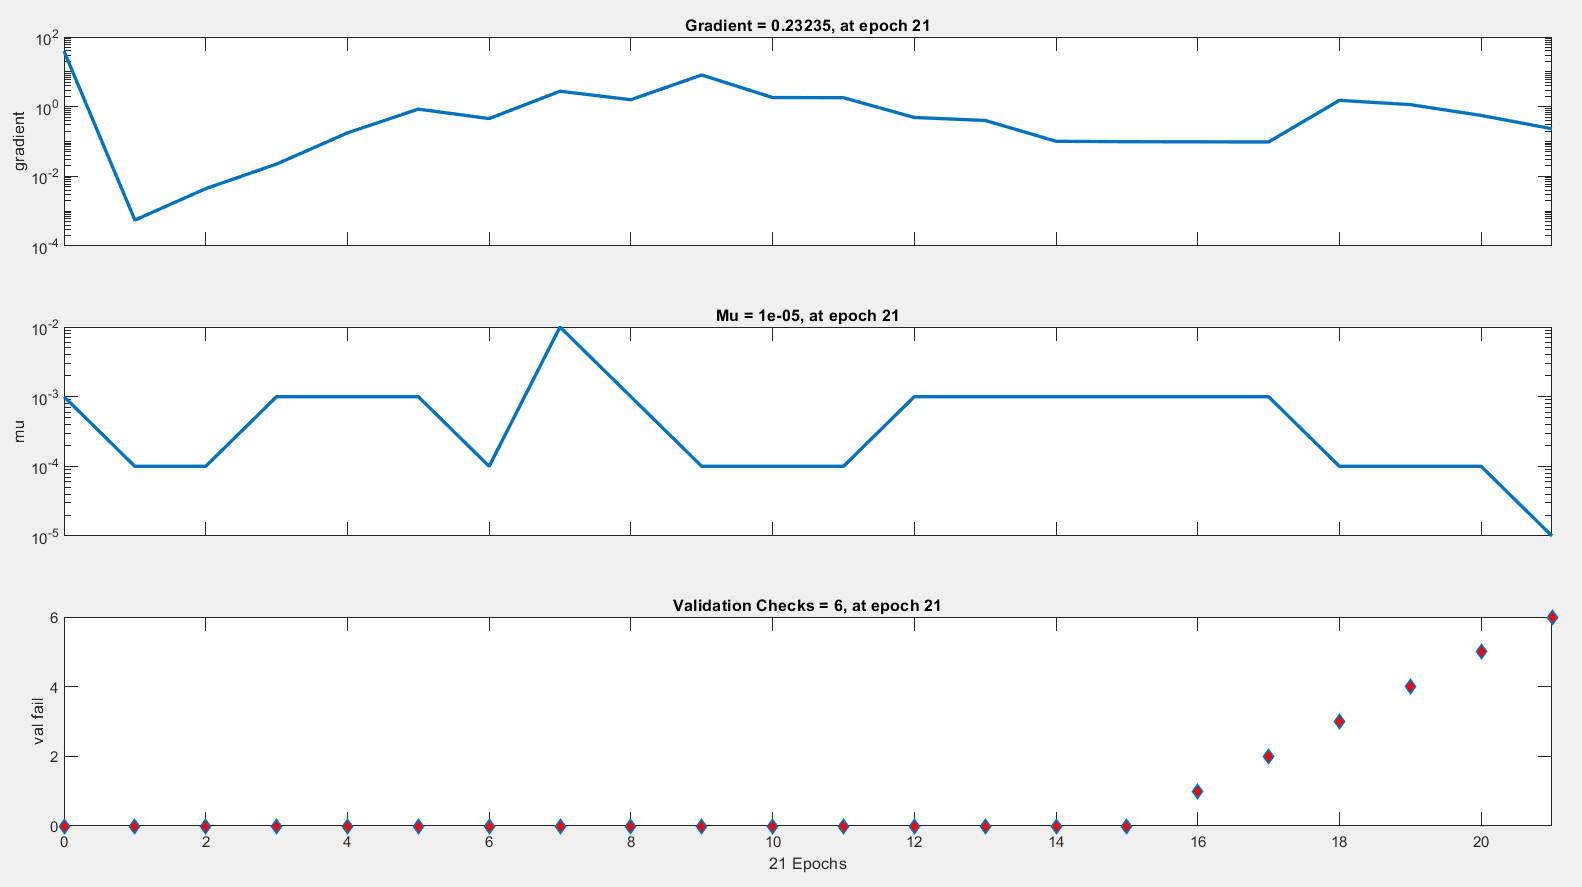 Gradient = 0.23235, at epoch 21
10^2
10^0
10^-2
10^-4
gradient
Mu = 1e-05, at epoch 21
10^-2
10^-3
10^-4
10^-5
mu
Validation Checks = 6, at epoch 21
6
4
2
0
val fail
0 2 4 6 8 10 12 14 16 18 20
21 Epochs